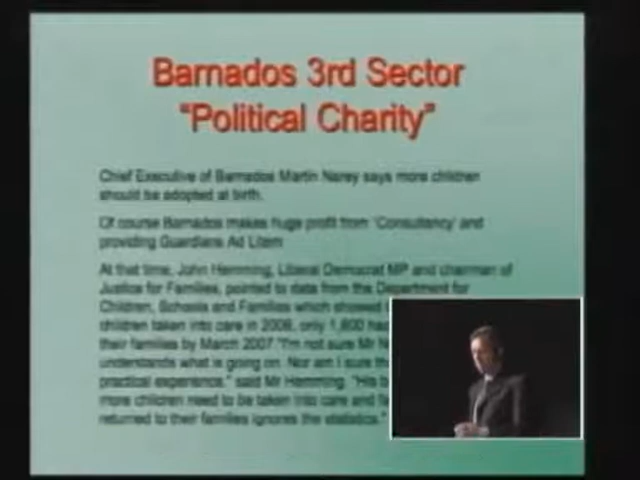 Barnados 3rd Sector
"Political Charity"
Chief Executive of Barnados Martin Narey says more children
should be adopted at birth.
Of course Barnados makes huge profit from 'Consultancy' and
providing Guardians Ad Litem
At that time, John Hemming, Liberal Democrat MP and chairman of
Justice for Families, pointed to data from the Department for
Children, Schools and Families which showed
children taken into care in 2006, only 1,600 had
their families by March 2007 "I'm not sure Mr
understands what is going on. Nor am I sure
practical experience," said Mr Hemming. "His
more children need to be taken into care and
returned to their families ignores the statistics."